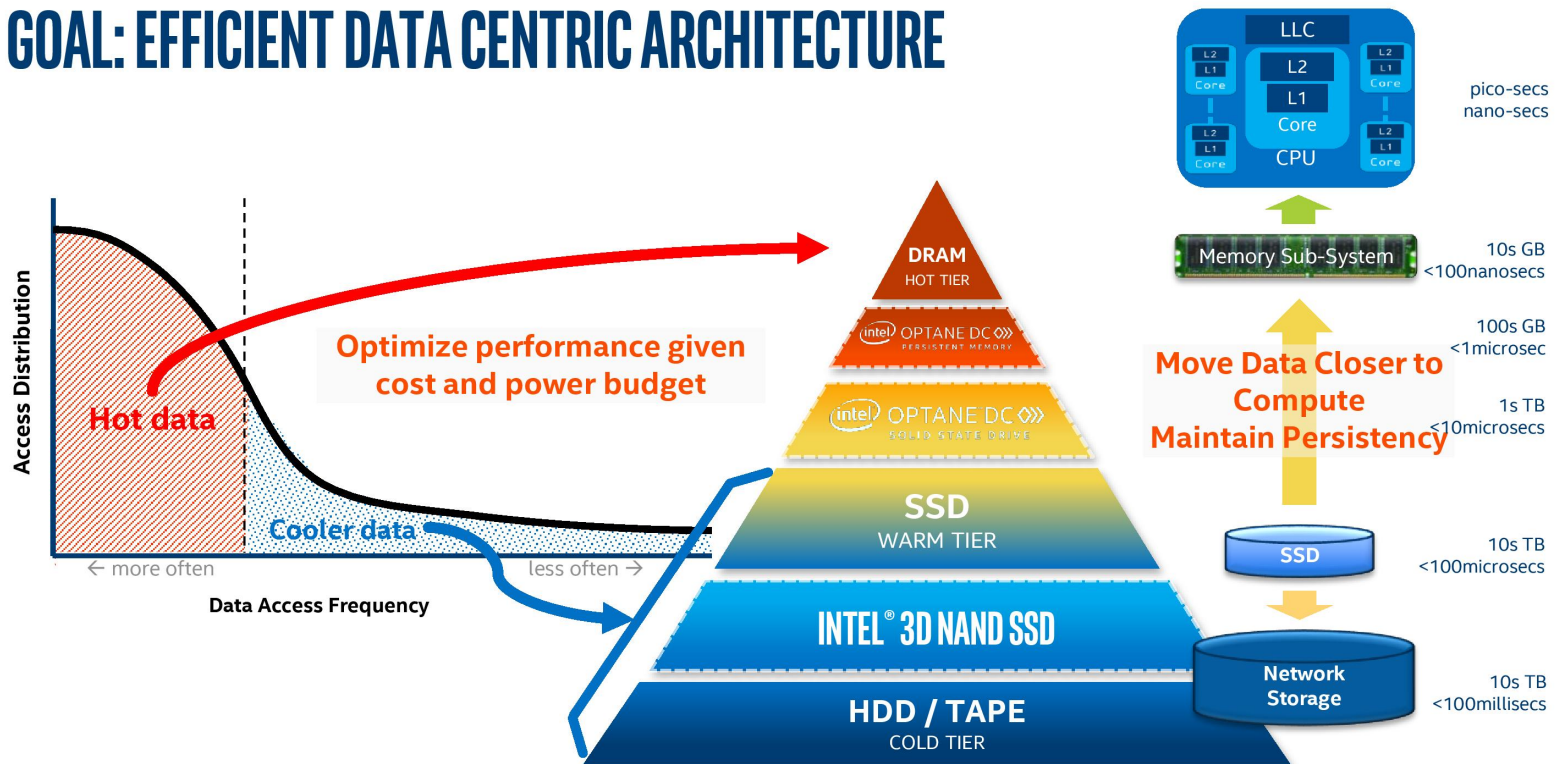 GOAL: EFFICIENT DATA CENTRIC ARCHITECTURE
Access Distribution
Hot data
Cooler data
← more often
less often →
Data Access Frequency
Optimize performance given
cost and power budget
DRAM
HOT TIER
intel OPTANE DC
PERSISTENT MEMORY
intel OPTANE DC
SOLID STATE DRIVE
SSD
WARM TIER
INTEL® 3D NAND SSD
HDD / TAPE
COLD TIER
LLC
L2
L1
Core
CPU
L2
L1
Core
L2
L1
Core
L2
L1
Core
L2
L1
Core
pico-secs
nano-secs
Memory Sub-System
10s GB
<100nanosecs
100s GB
<1microsec
Move Data Closer to
Compute
Maintain Persistency
1s TB
<10microsecs
SSD
10s TB
<100microsecs
Network
Storage
10s TB
<100millisecs